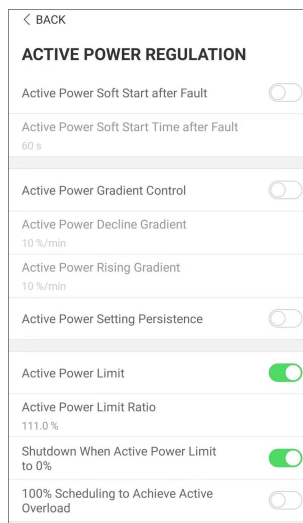 < BACK
ACTIVE POWER REGULATION
Active Power Soft Start after Fault
Active Power Soft Start Time after Fault
60 s
Active Power Gradient Control
Active Power Decline Gradient
10 %/min
Active Power Rising Gradient
10 %/min
Active Power Setting Persistence
Active Power Limit
Active Power Limit Ratio
111.0 %
Shutdown When Active Power Limit
to 0%
100% Scheduling to Achieve Active
Overload